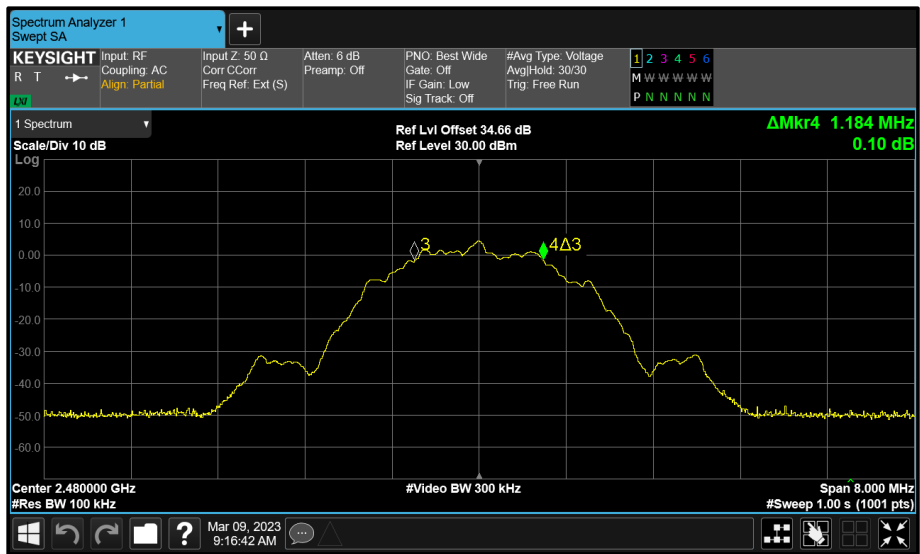 Spectrum Analyzer 1
Swept SA
▼
+
KEYSIGHT
R T
LXI
Input: RF
Coupling: AC
Align: Partial
Input Z: 50 Ω
Corr CCorr
Freq Ref: Ext (S)
Atten: 6 dB
Preamp: Off
PNO: Best Wide
Gate: Off
IF Gain: Low
Sig Track: Off
#Avg Type: Voltage
Avg|Hold: 30/30
Trig: Free Run
1 2 3 4 5 6
M W W W W W
P N N N N N
1 Spectrum ▼
Scale/Div 10 dB
Ref Lvl Offset 34.66 dB
Ref Level 30.00 dBm
ΔMkr4 1.184 MHz
0.10 dB
Log
20.0
10.0
0.00
-10.0
-20.0
-30.0
-40.0
-50.0
-60.0
3
4Δ3
Center 2.480000 GHz
#Video BW 300 kHz
Span 8.000 MHz
#Res BW 100 kHz
#Sweep 1.00 s (1001 pts)
?
Mar 09, 2023
9:16:42 AM